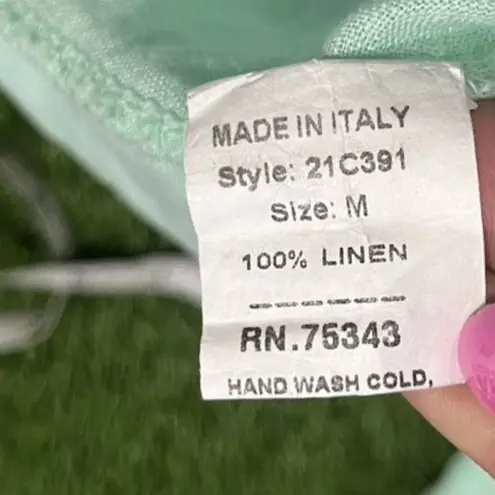 MADE IN ITALY
Style: 21C391
Size: M
100% LINEN
RN.75343
HAND WASH COLD,